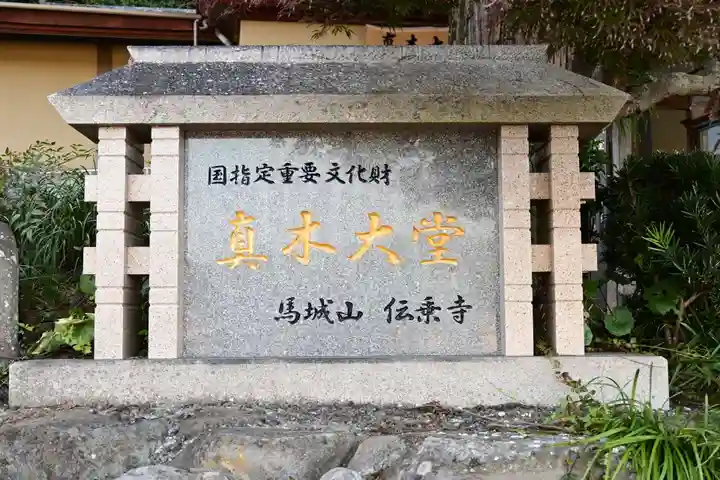 国指定重要文化財
真木大堂
馬城山 伝乗寺